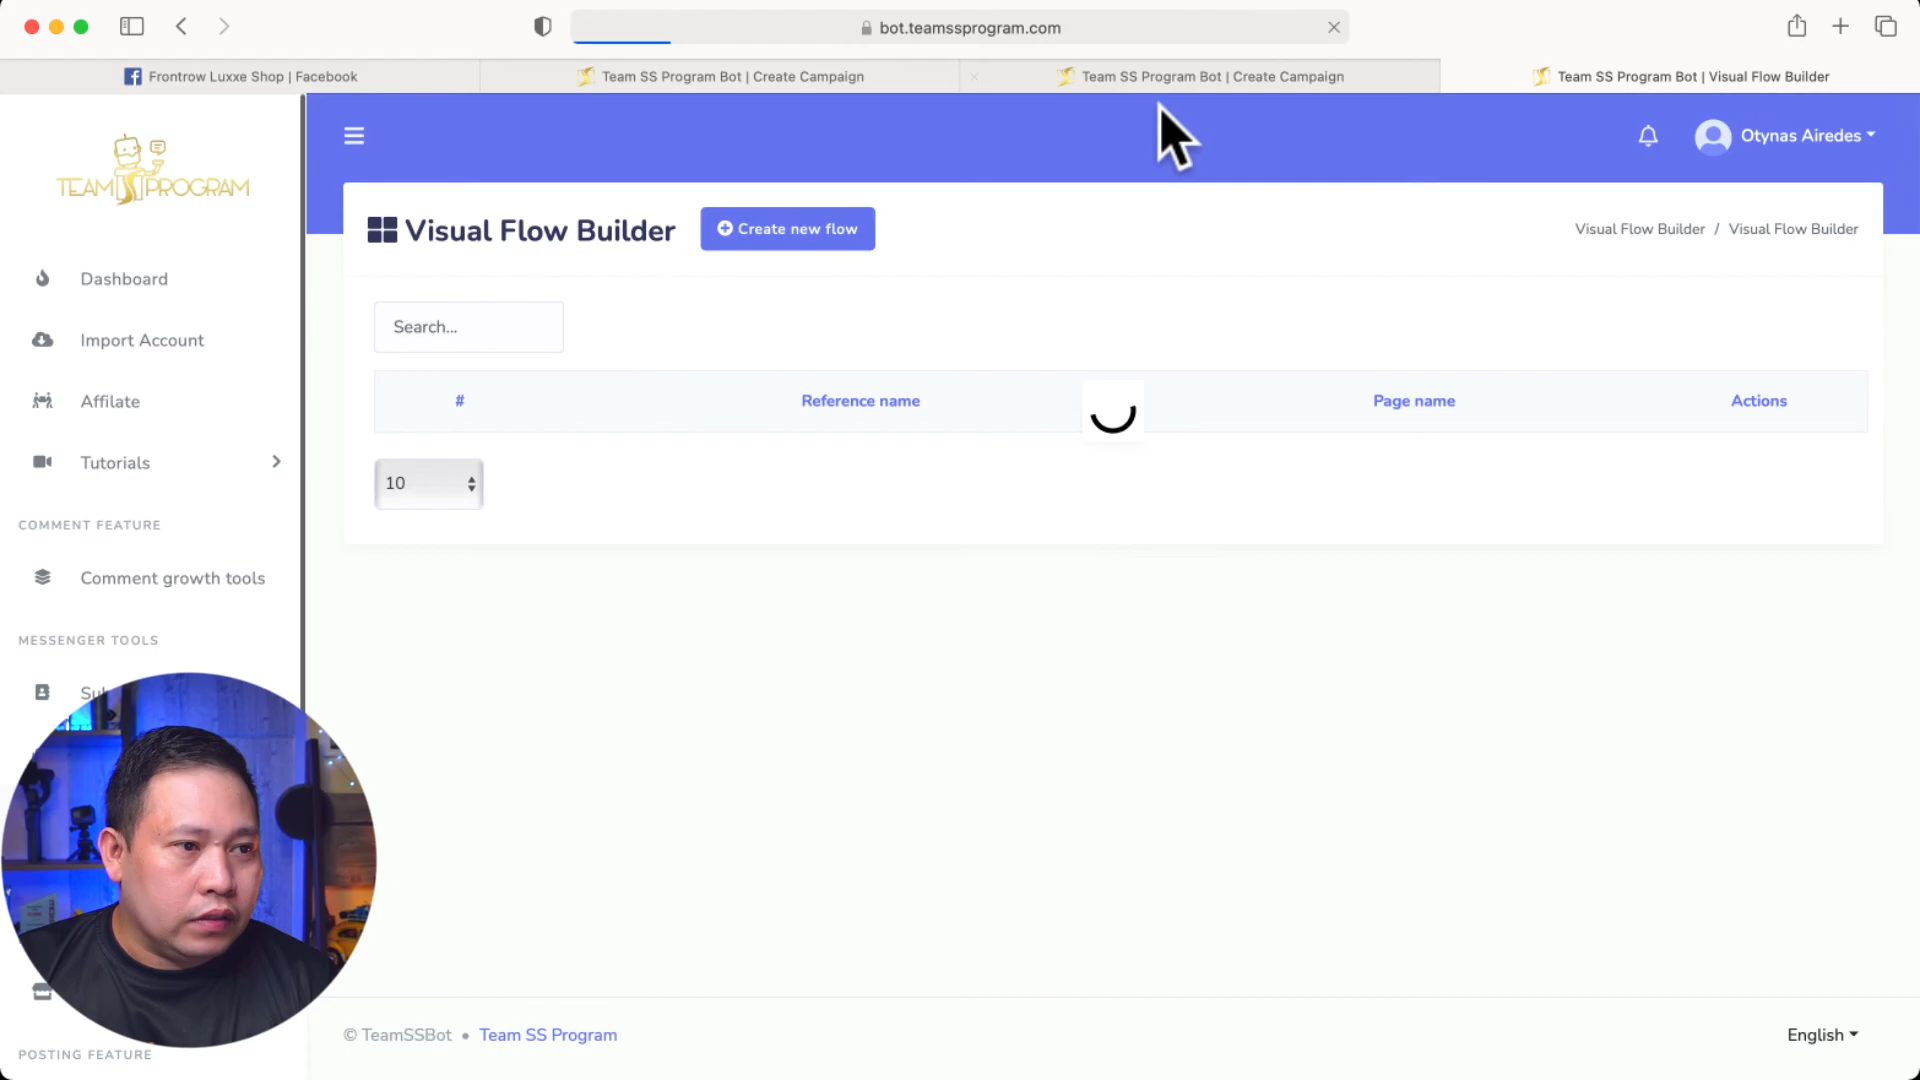 bot.teamssprogram.com
Frontrow Luxxe Shop | Facebook
Team SS Program Bot | Create Campaign
Team SS Program Bot | Create Campaign
Team SS Program Bot | Visual Flow Builder
TEAM SS PROGRAM
Otynas Airedes
Visual Flow Builder
Create new flow
Visual Flow Builder / Visual Flow Builder
Dashboard
Import Account
Affilate
Tutorials
COMMENT FEATURE
Comment growth tools
MESSENGER TOOLS
POSTING FEATURE
Search...
# Reference name Page name Actions
10
© TeamSSBot • Team SS Program
English